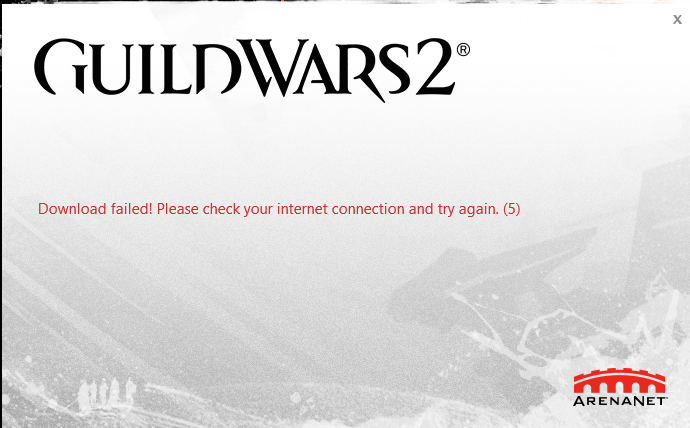 x
GUILDWARS2®
Download failed! Please check your internet connection and try again. (5)
ARENANET